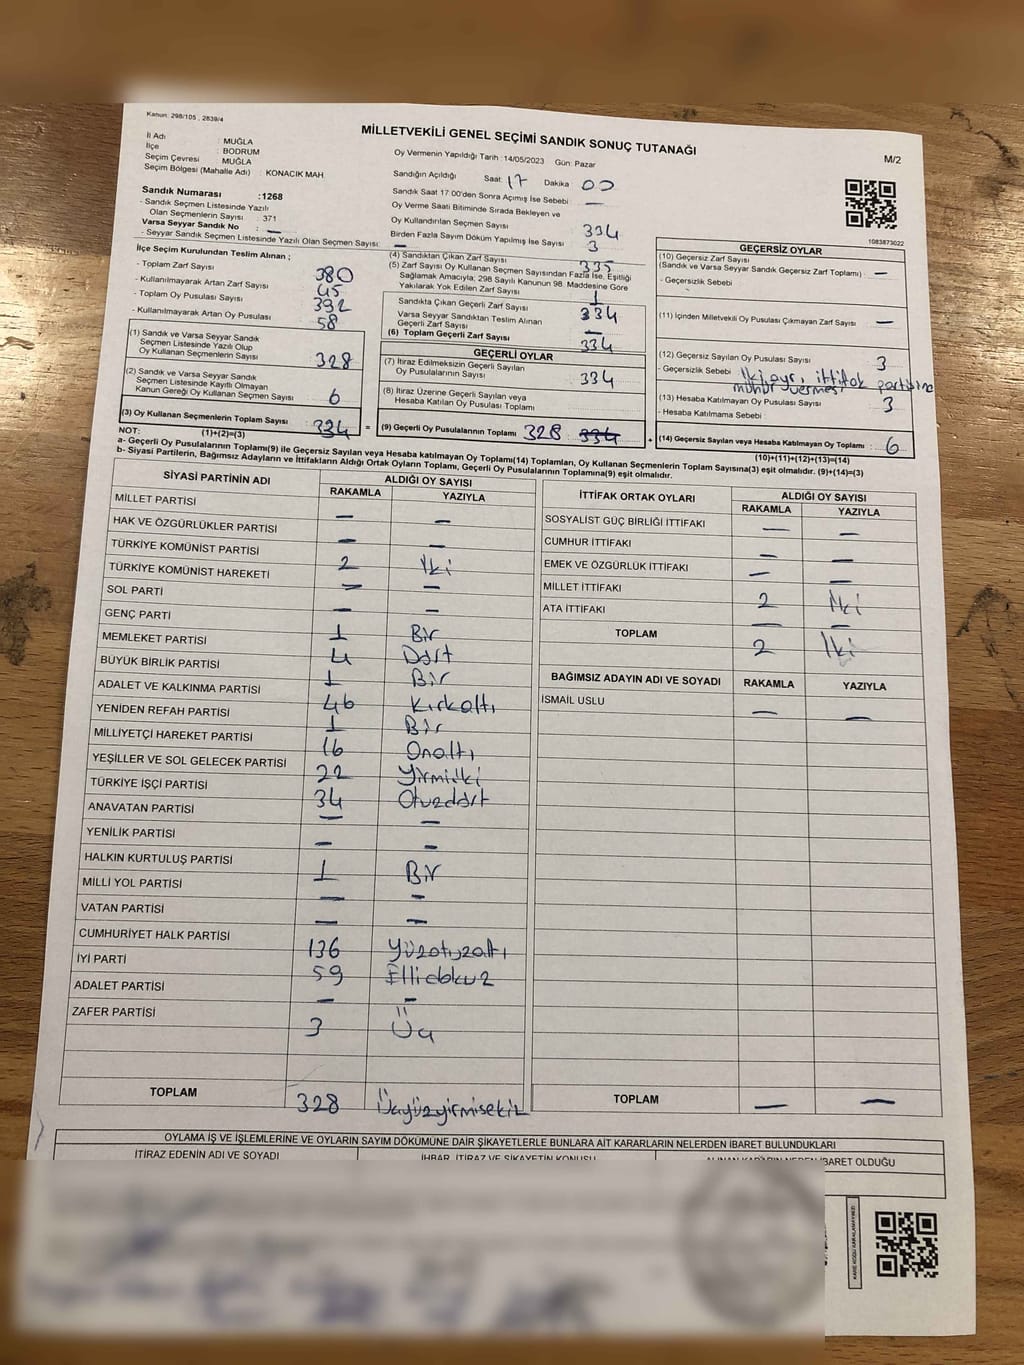 Kanun: 298/105 , 2839/4
MİLLETVEKİLİ GENEL SEÇİMİ SANDIK SONUÇ TUTANAĞI
M/2
İl Adı : MUĞLA
İlçe : BODRUM
Seçim Çevresi : MUĞLA
Seçim Bölgesi (Mahalle Adı) : KONACIK MAH.
Sandık Numarası :1268
- Sandık Seçmen Listesinde Yazılı
Olan Seçmenlerin Sayısı : 371
Varsa Seyyar Sandık No : —
- Seyyar Sandık Seçmen Listesinde Yazılı Olan Seçmen Sayısı: —
Oy Vermenin Yapıldığı Tarih : 14/05/2023 Gün: Pazar
Sandığın Açıldığı Saat: 17 Dakika 00
Sandık Saat 17:00'den Sonra Açımış İse Sebebi : —
Oy Verme Saati Bitiminde Sırada Bekleyen ve
Oy Kullandırılan Seçmen Sayısı 334
Birden Fazla Sayım Döküm Yapılmış İse Sayısı 3
1083873022
İlçe Seçim Kurulundan Teslim Alınan ;
- Toplam Zarf Sayısı 380
- Kullanılmayarak Artan Zarf Sayısı 45
- Toplam Oy Pusulası Sayısı 392
- Kullanılmayarak Artan Oy Pusulası 58
(1) Sandık ve Varsa Seyyar Sandık
Seçmen Listesinde Yazılı Olup
Oy Kullanan Seçmenlerin Sayısı 328
(2) Sandık ve Varsa Seyyar Sandık
Seçmen Listesinde Kayıtlı Olmayan
Kanun Gereği Oy Kullanan Seçmen Sayısı 6
(3) Oy Kullanan Seçmenlerin Toplam Sayısı 334 =
(1)+(2)=(3)
(4) Sandıktan Çıkan Zarf Sayısı 335
(5) Zarf Sayısı Oy Kullanan Seçmen Sayısından Fazla İse, Eşitliği
Sağlamak Amacıyla; 298 Sayılı Kanunun 98. Maddesine Göre
Yakılarak Yok Edilen Zarf Sayısı 1
Sandıkta Çıkan Geçerli Zarf Sayısı 334
Varsa Seyyar Sandıktan Teslim Alınan
Geçerli Zarf Sayısı —
(6) Toplam Geçerli Zarf Sayısı 334
GEÇERLİ OYLAR
(7) İtiraz Edilmeksizin Geçerli Sayılan
Oy Pusulalarının Sayısı 334
(8) İtiraz Üzerine Geçerli Sayılan veya
Hesaba Katılan Oy Pusulası Toplamı
(9) Geçerli Oy Pusulalarının Toplamı 328 334 +
GEÇERSİZ OYLAR
(10) Geçersiz Zarf Sayısı
(Sandık ve Varsa Seyyar Sandık Geçersiz Zarf Toplamı) : —
- Geçersizlik Sebebi
(11) İçinden Milletvekili Oy Pusulası Çıkmayan Zarf Sayısı : —
(12) Geçersiz Sayılan Oy Pusulası Sayısı 3
- Geçersizlik Sebebi İki ayrı ittifak partisine
mühür vermesi
(13) Hesaba Katılmayan Oy Pusulası Sayısı 3
- Hesaba Katılmama Sebebi :
(14) Geçersiz Sayılan veya Hesaba Katılmayan Oy Toplamı : 6
(10)+(11)+(12)+(13)=(14)
NOT:
a- Geçerli Oy Pusulalarının Toplamı(9) ile Geçersiz Sayılan veya Hesaba katılmayan Oy Toplamı(14) Toplamları, Oy Kullanan Seçmenlerin Toplam Sayısına(3) eşit olmalıdır. (9)+(14)=(3)
b- Siyasi Partilerin, Bağımsız Adayların ve İttifakların Aldığı Ortak Oyların Toplamı, Geçerli Oy Pusulalarının Toplamına(9) eşit olmalıdır.
SİYASİ PARTİNİN ADI ALDIĞI OY SAYISI
RAKAMLA YAZIYLA
MİLLET PARTİSİ — —
HAK VE ÖZGÜRLÜKLER PARTİSİ — —
TÜRKİYE KOMÜNİST PARTİSİ 2 İki
TÜRKİYE KOMÜNİST HAREKETİ — —
SOL PARTİ — —
GENÇ PARTİ 1 Bir
MEMLEKET PARTİSİ 4 Dört
BÜYÜK BİRLİK PARTİSİ 1 Bir
ADALET VE KALKINMA PARTİSİ 46 Kırkaltı
YENİDEN REFAH PARTİSİ 1 Bir
MİLLİYETÇİ HAREKET PARTİSİ 16 Onaltı
YEŞİLLER VE SOL GELECEK PARTİSİ 22 Yirmiiki
TÜRKİYE İŞÇİ PARTİSİ 34 Otuzdört
ANAVATAN PARTİSİ — —
YENİLİK PARTİSİ — —
HALKIN KURTULUŞ PARTİSİ 1 Bir
MİLLİ YOL PARTİSİ — —
VATAN PARTİSİ — —
CUMHURİYET HALK PARTİSİ 136 Yüzotuzaltı
İYİ PARTİ 59 Ellidokuz
ADALET PARTİSİ — —
ZAFER PARTİSİ 3 Üç
TOPLAM 328 Üçyüzyirmisekiz
İTTİFAK ORTAK OYLARI ALDIĞI OY SAYISI
RAKAMLA YAZIYLA
SOSYALİST GÜÇ BİRLİĞİ İTTİFAKI — —
CUMHUR İTTİFAKI — —
EMEK VE ÖZGÜRLÜK İTTİFAKI — —
MİLLET İTTİFAKI 2 İki
ATA İTTİFAKI — —
TOPLAM 2 İki
BAĞIMSIZ ADAYIN ADI VE SOYADI RAKAMLA YAZIYLA
İSMAİL USLU — —
TOPLAM — —
OYLAMA İŞ VE İŞLEMLERİNE VE OYLARIN SAYIM DÖKÜMÜNE DAİR ŞİKAYETLERLE BUNLARA AİT KARARLARIN NELERDEN İBARET BULUNDUKLARI
İTİRAZ EDENİN ADI VE SOYADI İHBAR, İTİRAZ VE ŞİKAYETİN KONUSU ALINAN KARARIN NEDEN İBARET OLDUĞU